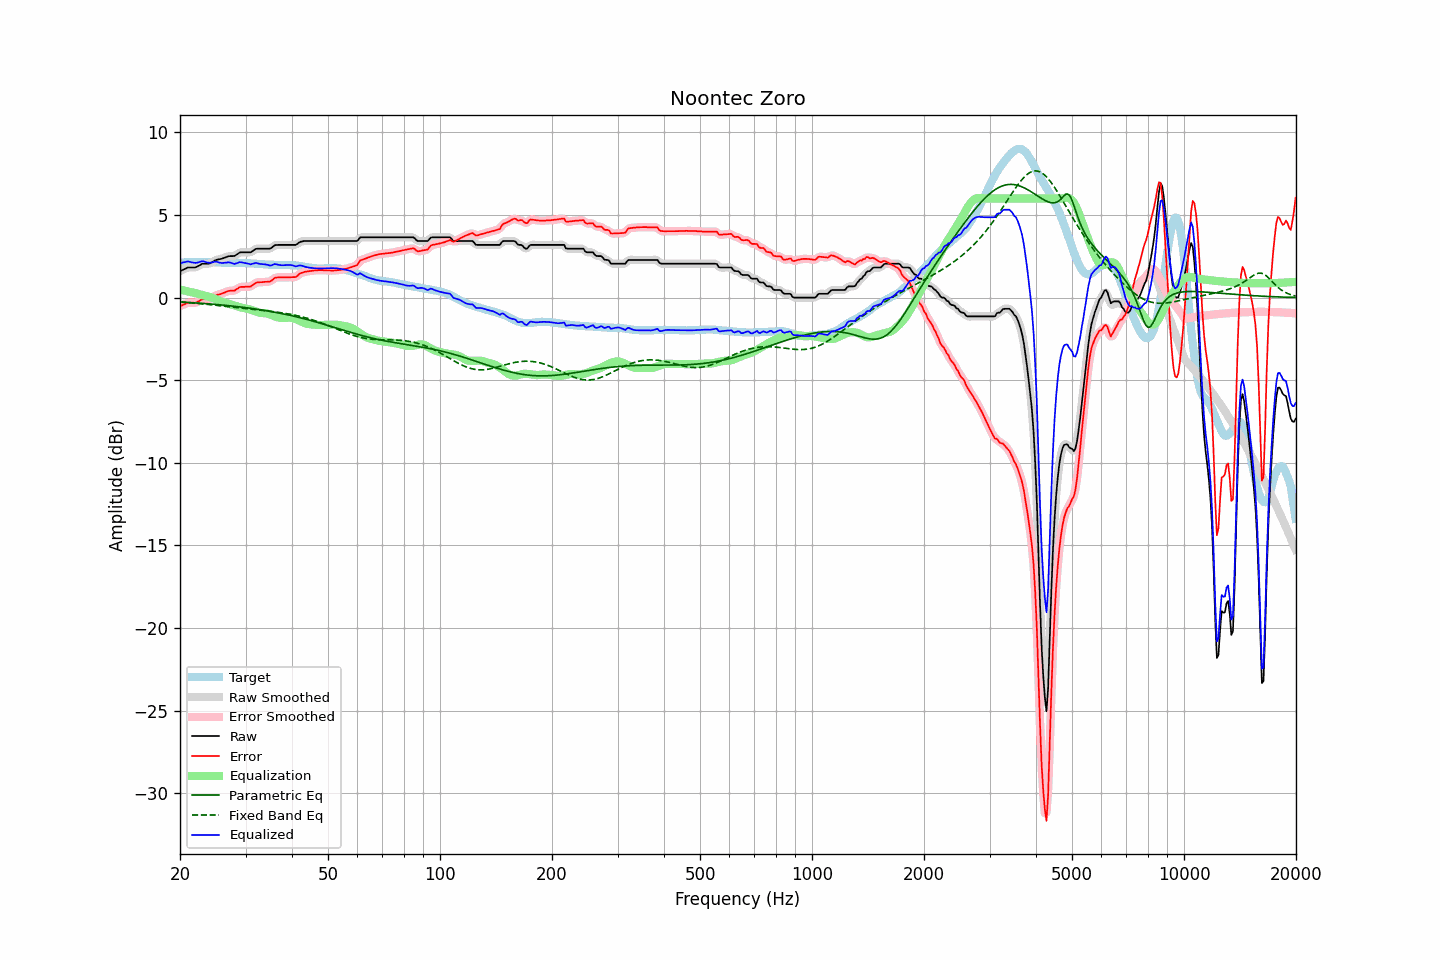 Noontec Zoro
Amplitude (dBr)
10
5
0
−5
−10
−15
−20
−25
−30
Target
Raw Smoothed
Error Smoothed
Raw
Error
Equalization
Parametric Eq
Fixed Band Eq
Equalized
20 50 100 200 500 1000 2000 5000 10000 20000
Frequency (Hz)